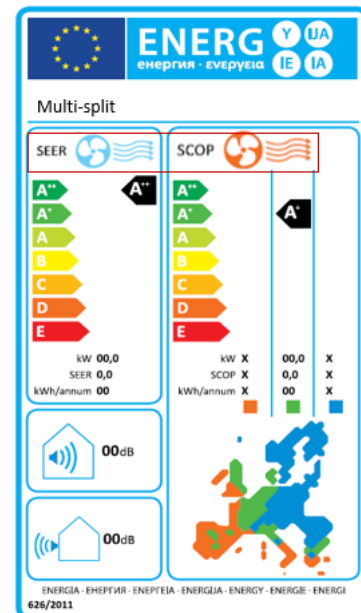 ENERG Y IJA
енергия · ενεργεια IE IA
Multi-split
SEER
SCOP
A++ A++
A+
A
B
C
D
E
kW 00,0
SEER 0,0
kWh/annum 00
A++
A+ A+
A
B
C
D
E
kW X 00,0 X
SCOP X 0,0 X
kWh/annum X 00 X
00dB
00dB
ENERGIA · ЕНЕРГИЯ · ΕΝΕΡΓΕΙΑ · ENERGIJA · ENERGY · ENERGIE · ENERGI
626/2011